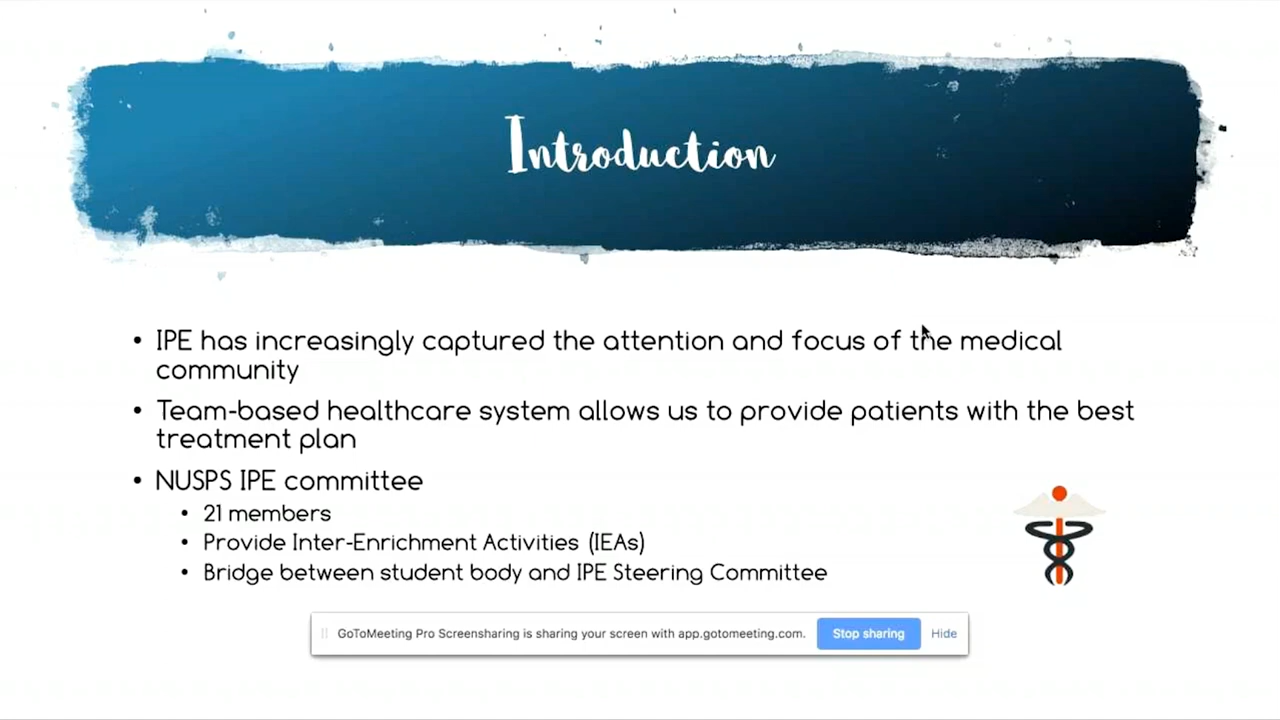 Introduction
• IPE has increasingly captured the attention and focus of the medical
community
• Team-based healthcare system allows us to provide patients with the best
treatment plan
• NUSPS IPE committee
• 21 members
• Provide Inter-Enrichment Activities (IEAs)
• Bridge between student body and IPE Steering Committee
GoToMeeting Pro Screensharing is sharing your screen with app.gotomeeting.com. Stop sharing Hide